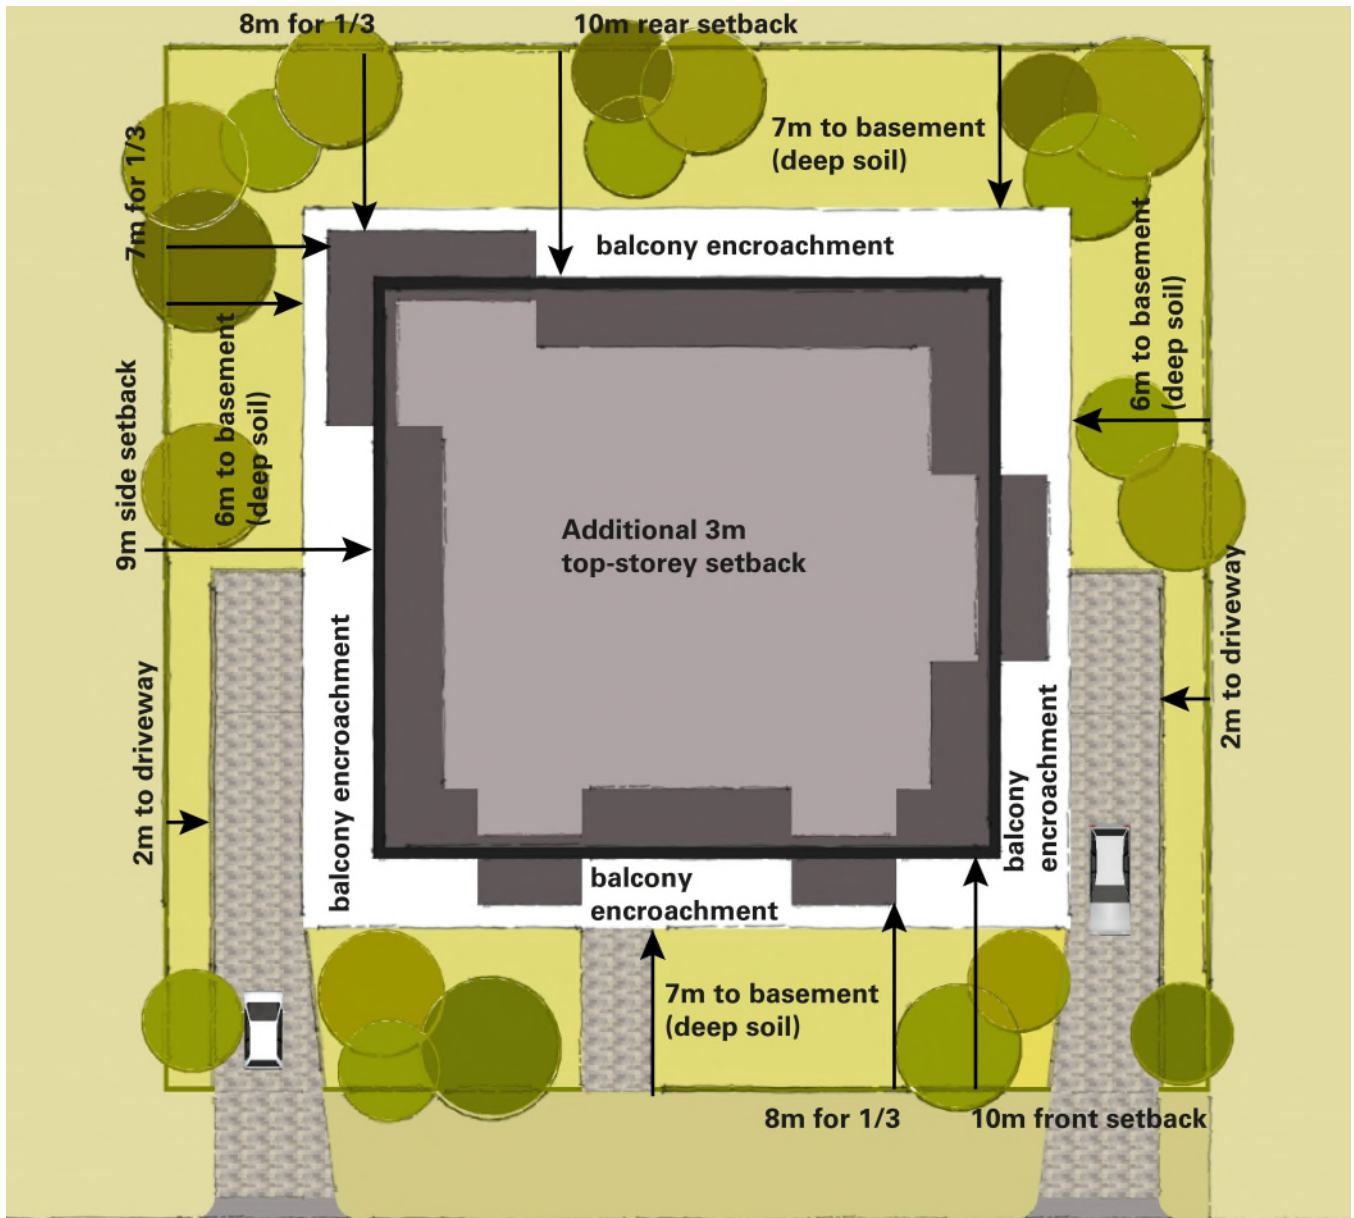 8m for 1/3
10m rear setback
7m to basement
(deep soil)
7m for 1/3
balcony encroachment
6m to basement
(deep soil)
6m to basement
(deep soil)
9m side setback
Additional 3m
top-storey setback
2m to driveway
balcony encroachment
2m to driveway
balcony
encroachment
balcony
encroachment
7m to basement
(deep soil)
8m for 1/3
10m front setback